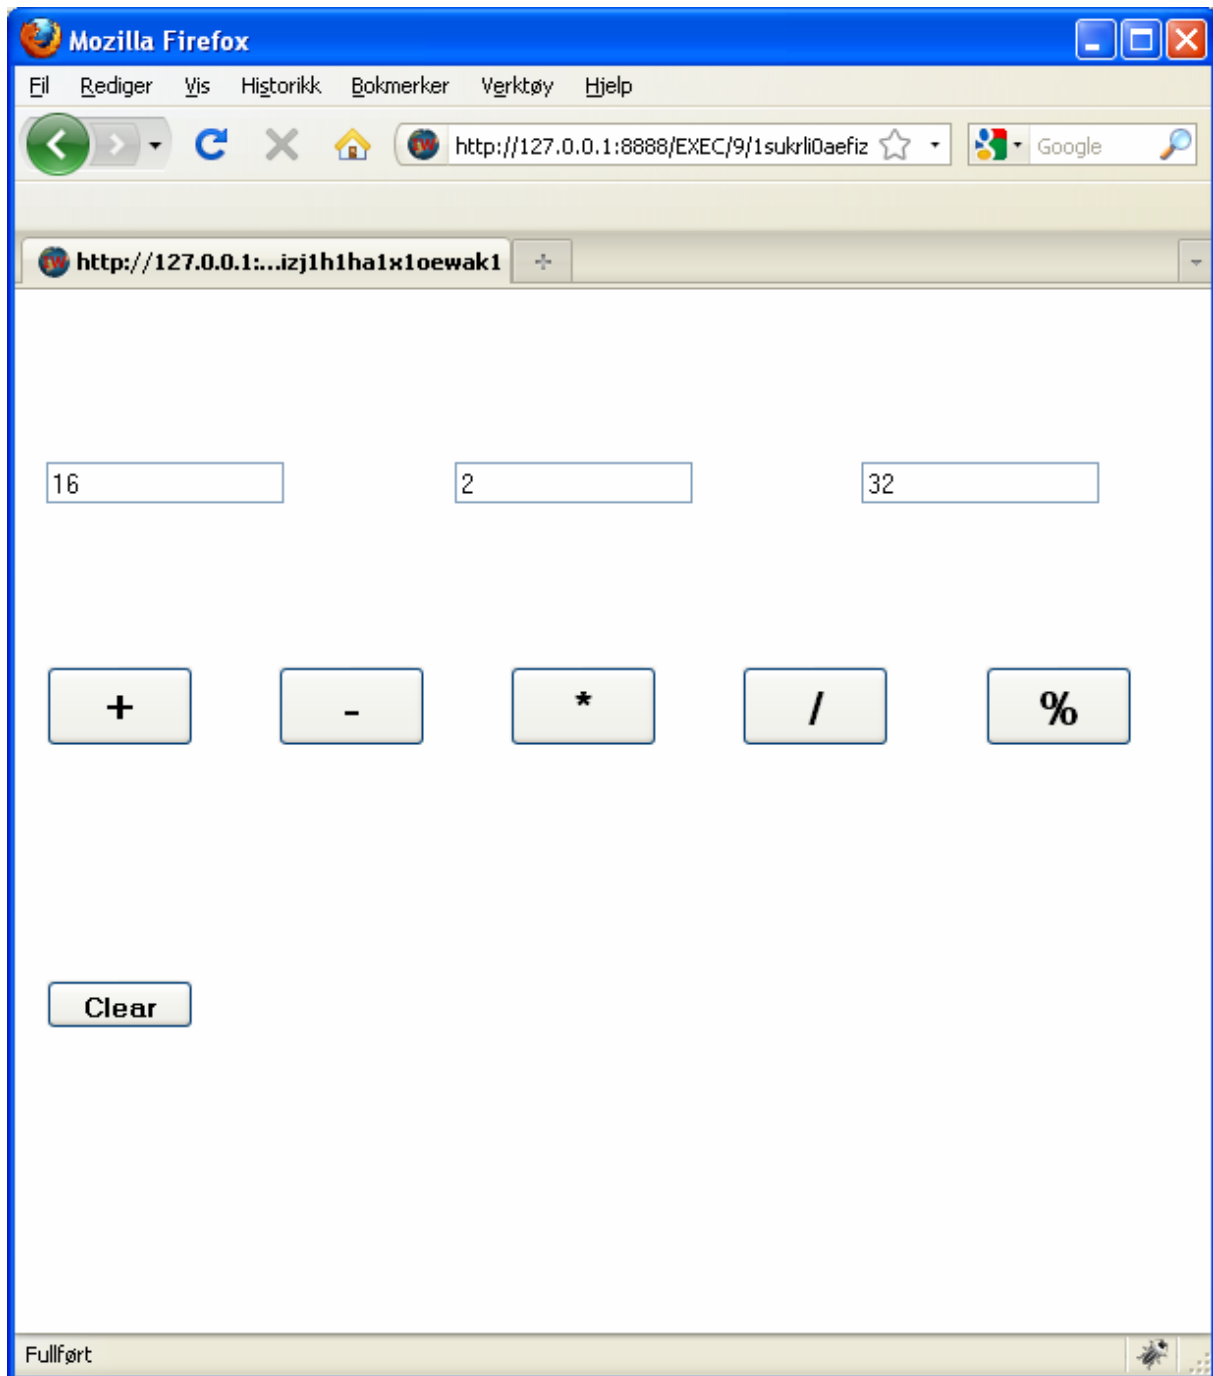 Mozilla Firefox
Fil Rediger Vis Historikk Bokmerker Verktøy Hjelp
http://127.0.0.1:8888/EXEC/9/1sukrli0aefiz Google
http://127.0.0.1:...izj1h1ha1x1oewak1
16 2 32
+ - * / %
Clear
Fullført